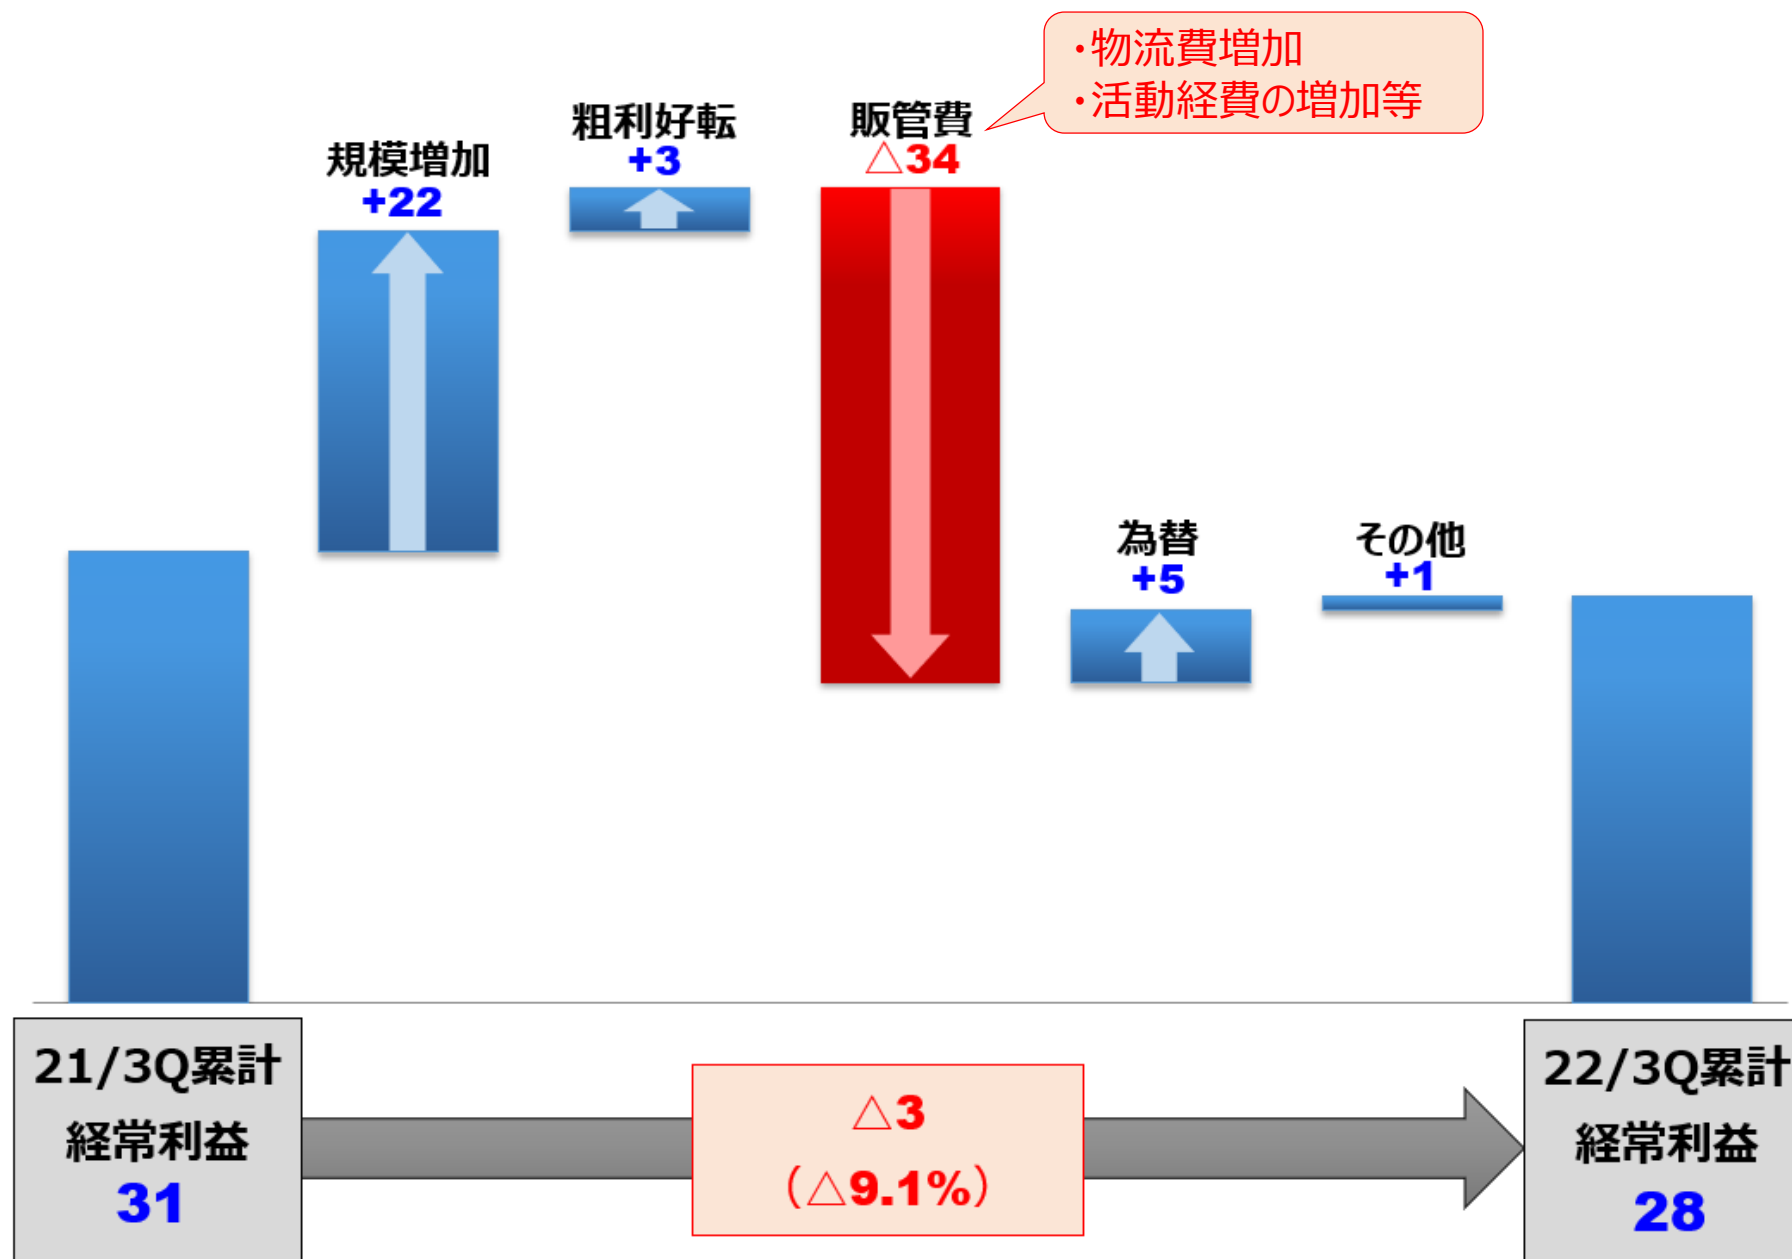 ・物流費増加
・活動経費の増加等
規模増加
+22
粗利好転
+3
販管費
△34
為替
+5
その他
+1
21/3Q累計
経常利益
31
△3
（△9.1%）
22/3Q累計
経常利益
28